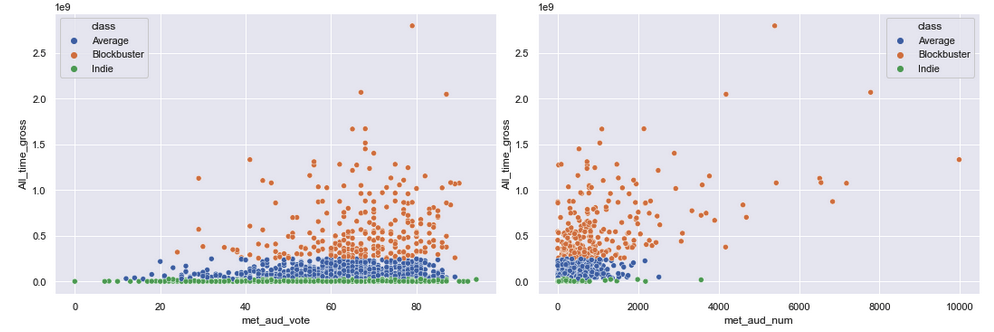 1e9
class
Average
Blockbuster
Indie
All_time_gross
2.5
2.0
1.5
1.0
0.5
0.0
0
20
40
60
80
met_aud_vote
1e9
class
Average
Blockbuster
Indie
All_time_gross
2.5
2.0
1.5
1.0
0.5
0.0
0
2000
4000
6000
8000
10000
met_aud_num